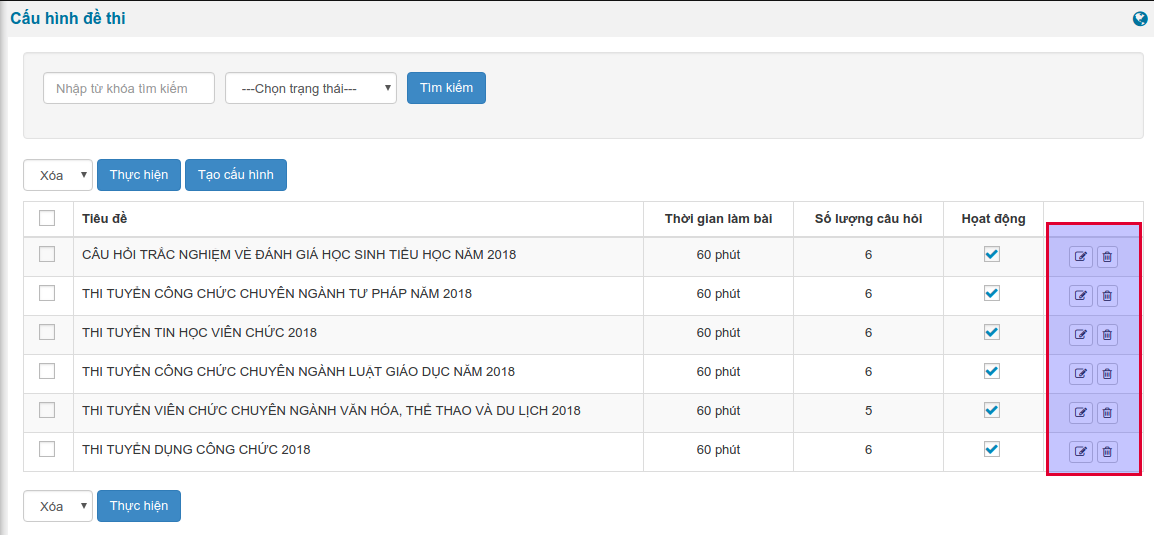 Cấu hình đề thi
Nhập từ khóa tìm kiếm ---Chọn trạng thái--- Tìm kiếm
Xóa Thực hiện Tạo cấu hình
Tiêu đề Thời gian làm bài Số lượng câu hỏi Hoạt động
CÂU HỎI TRẮC NGHIỆM VỀ ĐÁNH GIÁ HỌC SINH TIỂU HỌC NĂM 2018 60 phút 6
THI TUYỂN CÔNG CHỨC CHUYÊN NGÀNH TƯ PHÁP NĂM 2018 60 phút 6
THI TUYỂN TIN HỌC VIÊN CHỨC 2018 60 phút 6
THI TUYỂN CÔNG CHỨC CHUYÊN NGÀNH LUẬT GIÁO DỤC NĂM 2018 60 phút 6
THI TUYỂN VIÊN CHỨC CHUYÊN NGÀNH VĂN HÓA, THỂ THAO VÀ DU LỊCH 2018 60 phút 5
THI TUYỂN DỤNG CÔNG CHỨC 2018 60 phút 6
Xóa Thực hiện